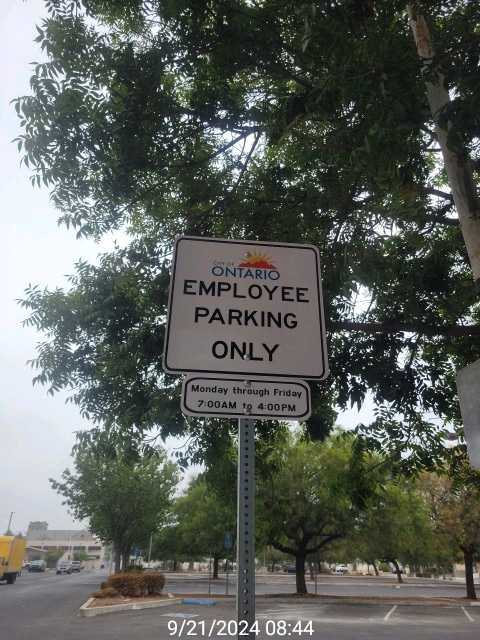 CITY OF
ONTARIO
EMPLOYEE
PARKING
ONLY
Monday through Friday
7:00AM to 4:00PM
9/21/2024 08:44